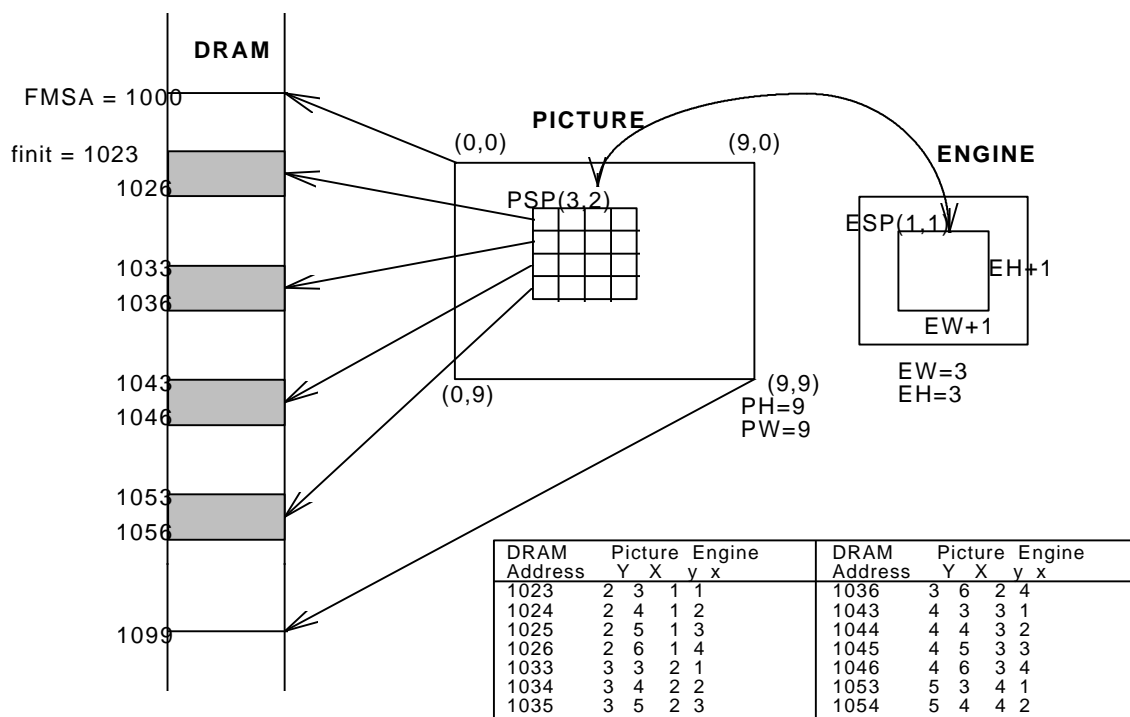 DRAM
FMSA = 1000
finit = 1023
1026
1033
1036
1043
1046
1053
1056
1099
PICTURE
(0,0)
(9,0)
PSP(3,2)
(0,9)
(9,9)
PH=9
PW=9
ENGINE
ESP(1,1)
EH+1
EW+1
EW=3
EH=3
DRAM Picture Engine
Address Y X y x
1023 2 3 1 1
1024 2 4 1 2
1025 2 5 1 3
1026 2 6 1 4
1033 3 3 2 1
1034 3 4 2 2
1035 3 5 2 3
DRAM Picture Engine
Address Y X y x
1036 3 6 2 4
1043 4 3 3 1
1044 4 4 3 2
1045 4 5 3 3
1046 4 6 3 4
1053 5 3 4 1
1054 5 4 4 2